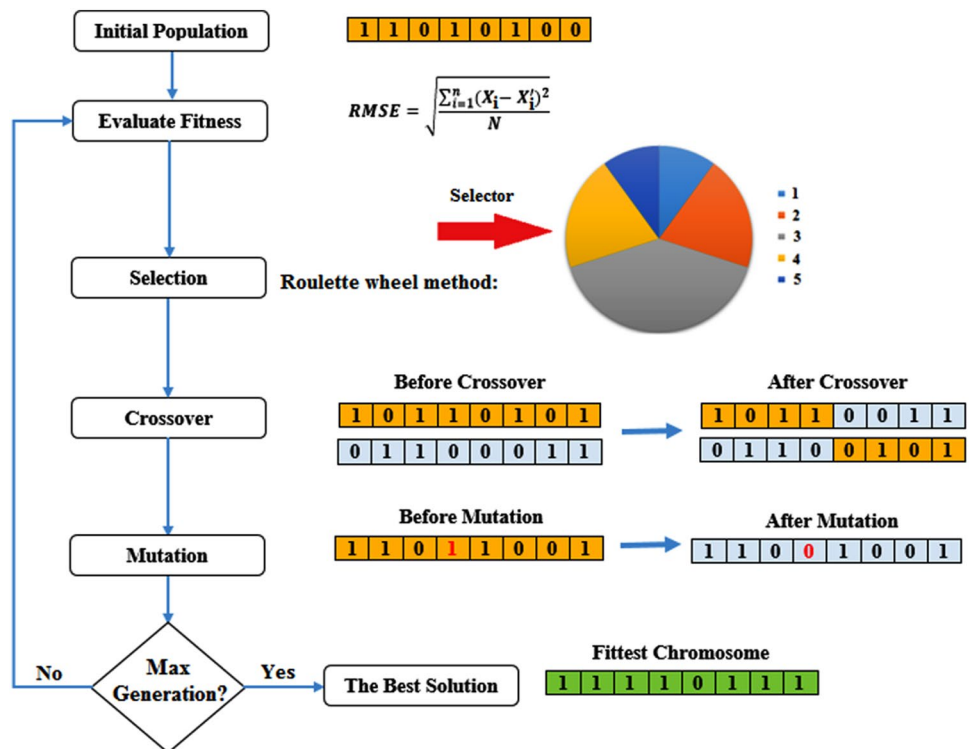 Initial Population
1 1 0 1 0 1 0 0
Evaluate Fitness
RMSE = √(∑ⁿᵢ₌₁(Xᵢ − X′ᵢ)² / N)
Selector
1
2
3
4
5
Selection
Roulette wheel method:
Before Crossover
After Crossover
Crossover
1 0 1 1 0 1 0 1
1 0 1 1 0 0 1 1
0 1 1 0 0 0 1 1
0 1 1 0 0 1 0 1
Before Mutation
After Mutation
Mutation
1 1 0 1 1 0 0 1
1 1 0 0 1 0 0 1
No
Max
Generation?
Yes
The Best Solution
Fittest Chromosome
1 1 1 1 0 1 1 1